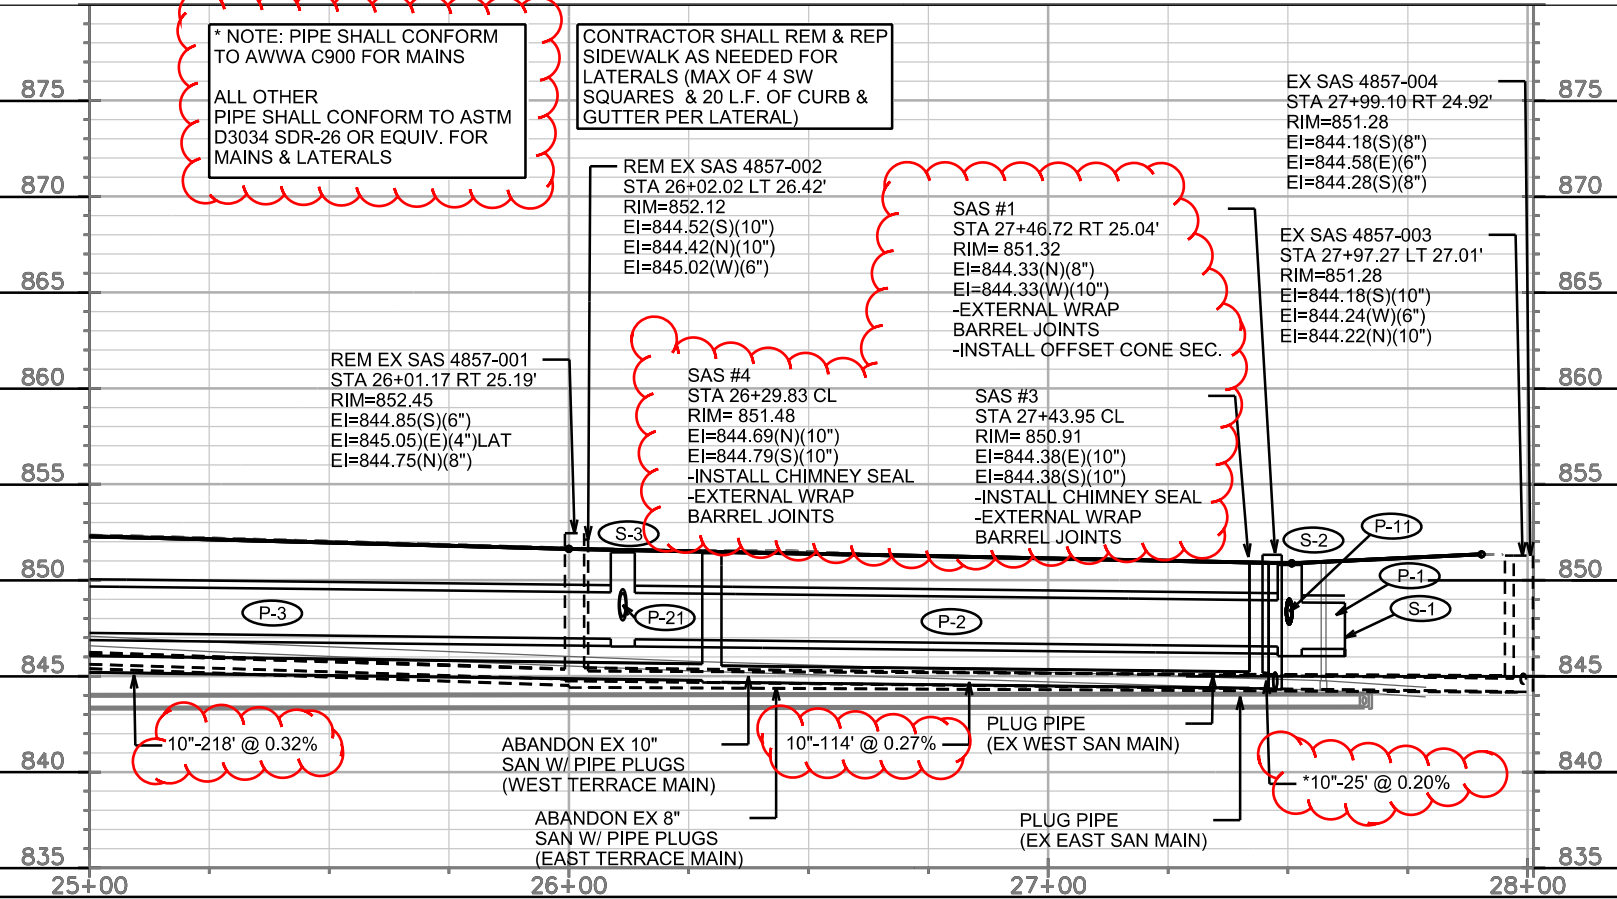 * NOTE: PIPE SHALL CONFORM
TO AWWA C900 FOR MAINS
ALL OTHER
PIPE SHALL CONFORM TO ASTM
D3034 SDR-26 OR EQUIV. FOR
MAINS & LATERALS
CONTRACTOR SHALL REM & REP
SIDEWALK AS NEEDED FOR
LATERALS (MAX OF 4 SW
SQUARES & 20 L.F. OF CURB &
GUTTER PER LATERAL)
EX SAS 4857-004
STA 27+99.10 RT 24.92'
RIM=851.28
EI=844.18(S)(8")
EI=844.58(E)(6")
EI=844.28(S)(8")
REM EX SAS 4857-002
STA 26+02.02 LT 26.42'
RIM=852.12
EI=844.52(S)(10")
EI=844.42(N)(10")
EI=845.02(W)(6")
SAS #1
STA 27+46.72 RT 25.04'
RIM= 851.32
EI=844.33(N)(8")
EI=844.33(W)(10")
-EXTERNAL WRAP
BARREL JOINTS
-INSTALL OFFSET CONE SEC.
EX SAS 4857-003
STA 27+97.27 LT 27.01'
RIM=851.28
EI=844.18(S)(10")
EI=844.24(W)(6")
EI=844.22(N)(10")
REM EX SAS 4857-001
STA 26+01.17 RT 25.19'
RIM=852.45
EI=844.85(S)(6")
EI=845.05)(E)(4")LAT
EI=844.75(N)(8")
SAS #4
STA 26+29.83 CL
RIM= 851.48
EI=844.69(N)(10")
EI=844.79(S)(10")
-INSTALL CHIMNEY SEAL
-EXTERNAL WRAP
BARREL JOINTS
SAS #3
STA 27+43.95 CL
RIM= 850.91
EI=844.38(E)(10")
EI=844.38(S)(10")
-INSTALL CHIMNEY SEAL
-EXTERNAL WRAP
BARREL JOINTS
S-3
S-2
P-11
P-1
S-1
P-3
P-21
P-2
10"-218' @ 0.32%
ABANDON EX 10"
SAN W/ PIPE PLUGS
(WEST TERRACE MAIN)
10"-114' @ 0.27%
PLUG PIPE
(EX WEST SAN MAIN)
*10"-25' @ 0.20%
ABANDON EX 8"
SAN W/ PIPE PLUGS
(EAST TERRACE MAIN)
PLUG PIPE
(EX EAST SAN MAIN)
875
870
865
860
855
850
845
840
835
875
870
865
860
855
850
845
840
835
25+00
26+00
27+00
28+00